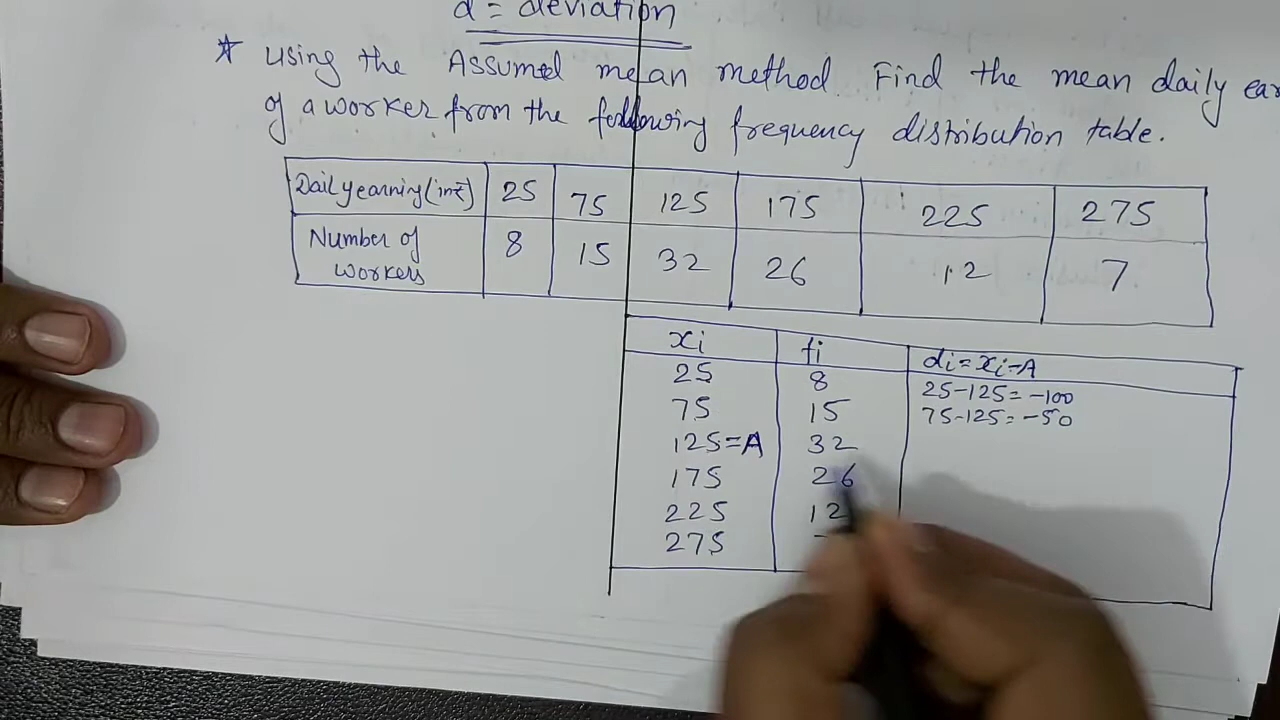 d = deviation
* Using the Assumed mean method. Find the mean daily ear
of a worker from the following frequency distribution table.
Daily earning (in ₹) 25 75 125 175 225 275
Number of workers 8 15 32 26 12 7
xi fi di = xi - A
25 8 25-125 = -100
75 15 75-125 = -50
125 = A 32
175 26
225 12
275